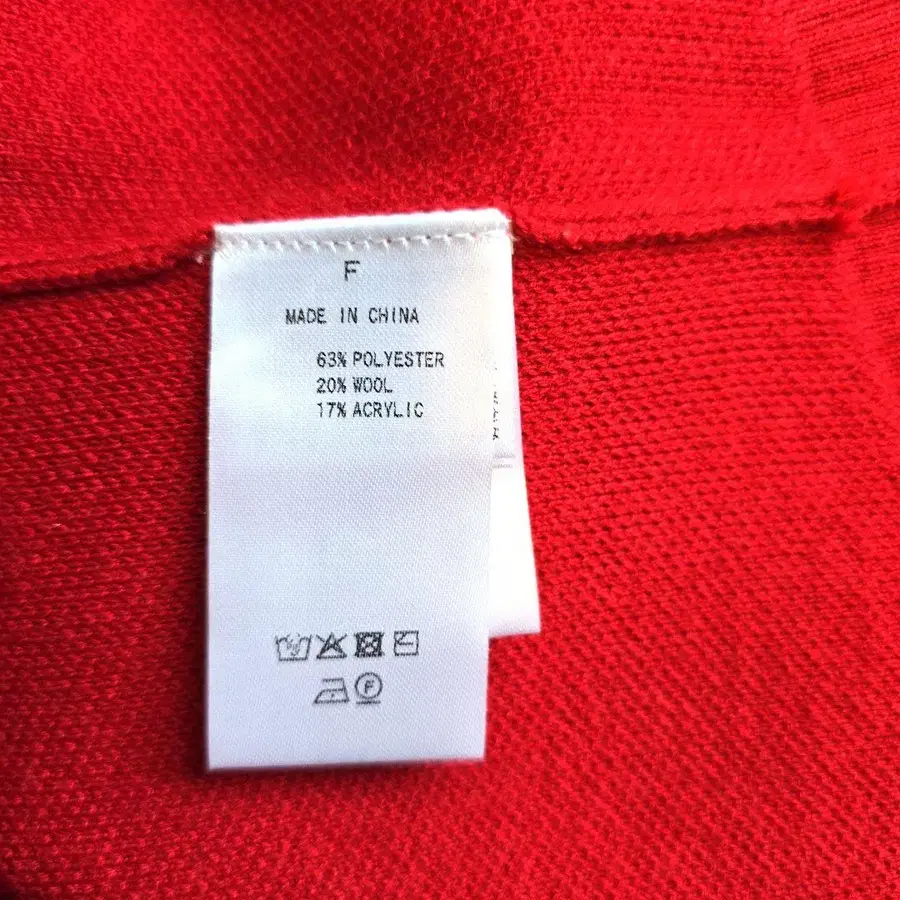 F
MADE IN CHINA
63% POLYESTER
20% WOOL
17% ACRYLIC
F